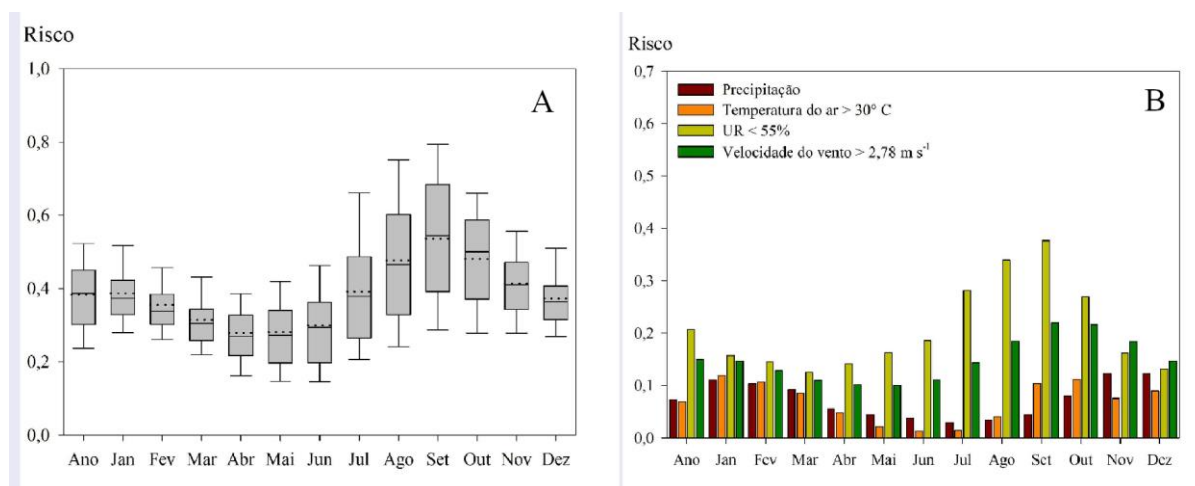 Risco
A
1,0
0,8
0,6
0,4
0,2
0,0
Ano Jan Fev Mar Abr Mai Jun Jul Ago Set Out Nov Dez
Risco
B
Precipitação
Temperatura do ar > 30° C
UR < 55%
Velocidade do vento > 2,78 m s-1
0,7
0,6
0,5
0,4
0,3
0,2
0,1
0,0
Ano Jan Fev Mar Abr Mai Jun Jul Ago Set Out Nov Dez